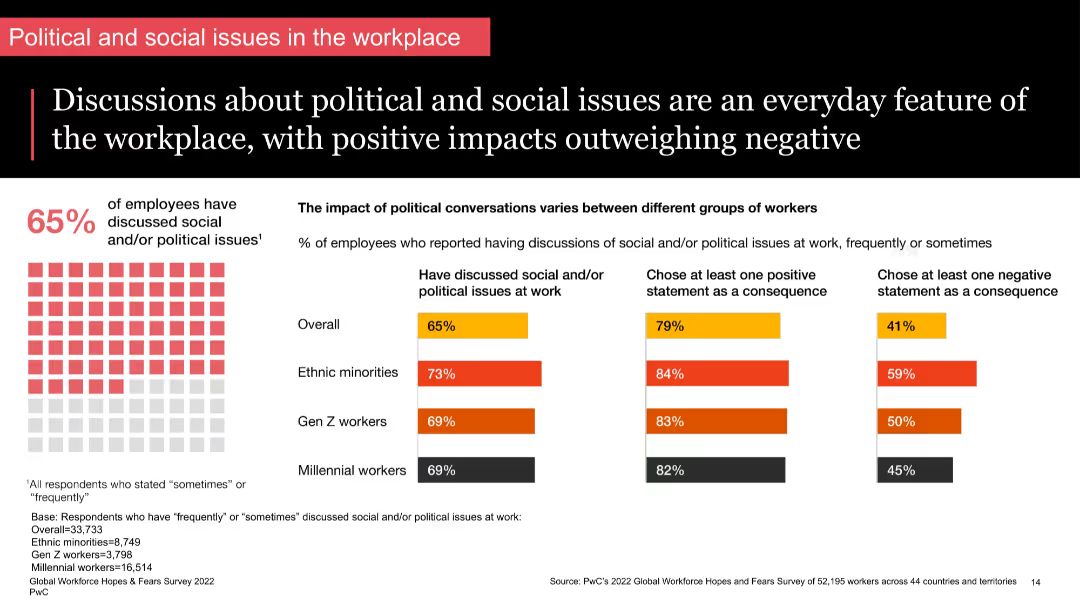 Political and social issues in the workplace
Discussions about political and social issues are an everyday feature of
the workplace, with positive impacts outweighing negative
65%
of employees have
discussed social
and/or political issues¹
¹All respondents who stated “sometimes” or
“frequently”
The impact of political conversations varies between different groups of workers
% of employees who reported having discussions of social and/or political issues at work, frequently or sometimes
Have discussed social and/or
political issues at work
Chose at least one positive
statement as a consequence
Chose at least one negative
statement as a consequence
Overall
65%
79%
41%
Ethnic minorities
73%
84%
59%
Gen Z workers
69%
83%
50%
Millennial workers
69%
82%
45%
Base: Respondents who have “frequently” or “sometimes” discussed social and/or political issues at work:
Overall=33,733
Ethnic minorities=8,749
Gen Z workers=3,798
Millennial workers=16,514
Global Workforce Hopes & Fears Survey 2022
PwC
Source: PwC's 2022 Global Workforce Hopes and Fears Survey of 52,195 workers across 44 countries and territories
14